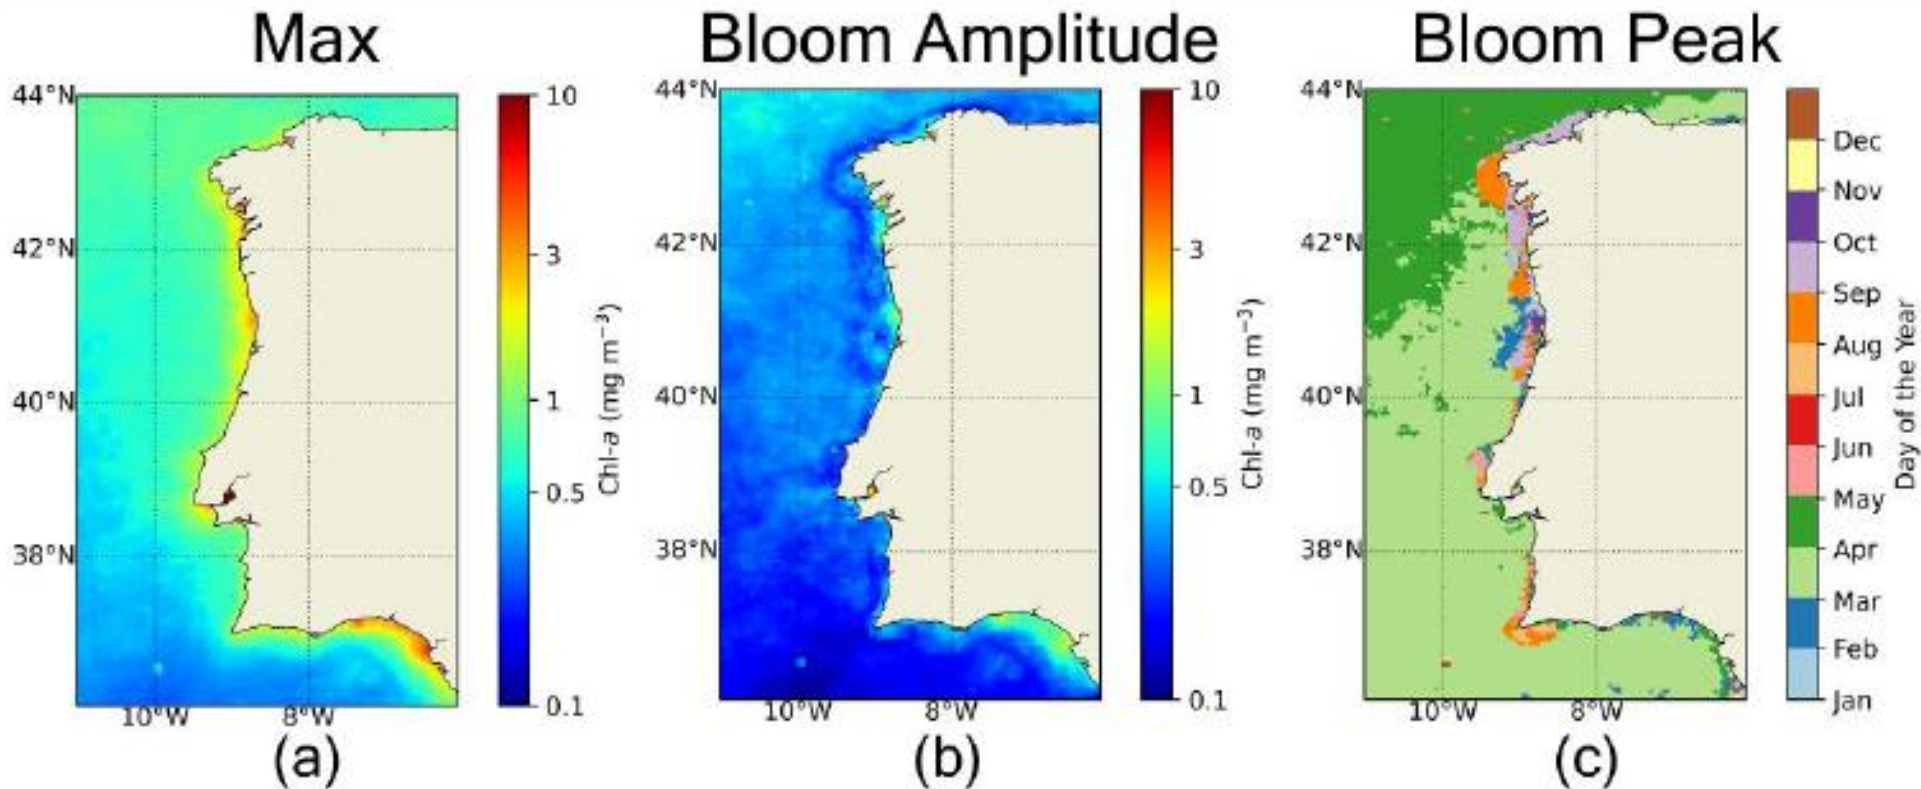 Max
Bloom Amplitude
Bloom Peak
44°N
42°N
40°N
38°N
10°W
8°W
10
3
1
0.5
0.1
Chl-a (mg m⁻³)
(a)
44°N
42°N
40°N
38°N
10°W
8°W
10
3
1
0.5
0.1
Chl-a (mg m⁻³)
(b)
44°N
42°N
40°N
38°N
10°W
8°W
Dec
Nov
Oct
Sep
Aug
Jul
Jun
May
Apr
Mar
Feb
Jan
Day of the Year
(c)